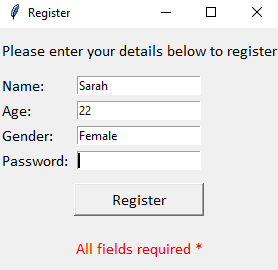 Register
Please enter your details below to register
Name: Sarah
Age: 22
Gender: Female
Password:
Register
All fields required *